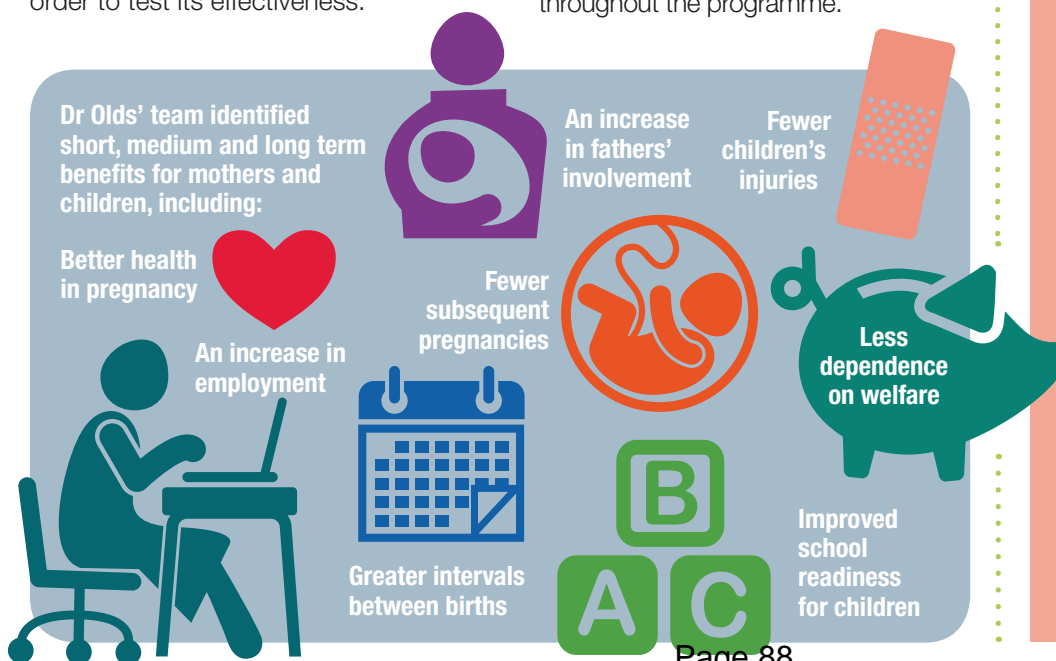 order to test its effectiveness.
throughout the programme.
Dr Olds’ team identified
short, medium and long term
benefits for mothers and
children, including:
An increase
in fathers’
involvement
Fewer
children’s
injuries
Better health
in pregnancy
Fewer
subsequent
pregnancies
Less
dependence
on welfare
An increase in
employment
B
A C
Greater intervals
between births
Improved
school
readiness
for children
Page 88